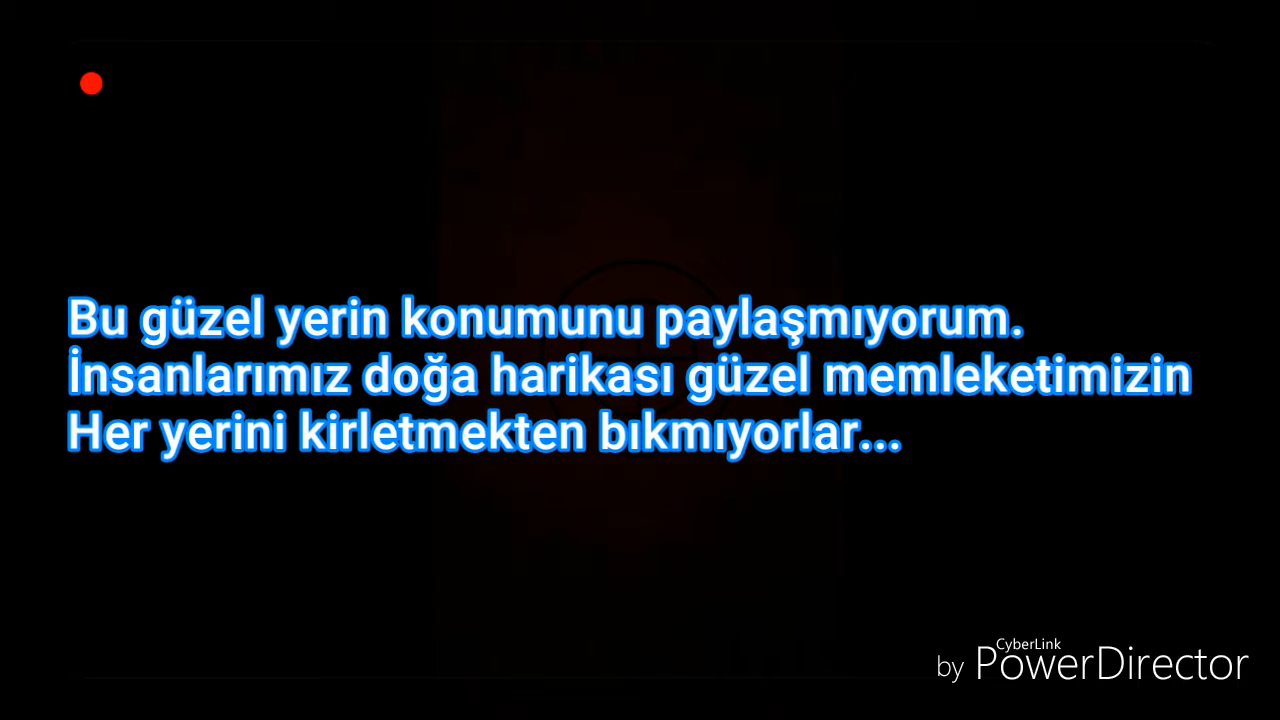 Bu güzel yerin konumunu paylaşmıyorum.
İnsanlarımız doğa harikası güzel memleketimizin
Her yerini kirletmekten bıkmıyorlar...
CyberLink
by PowerDirector